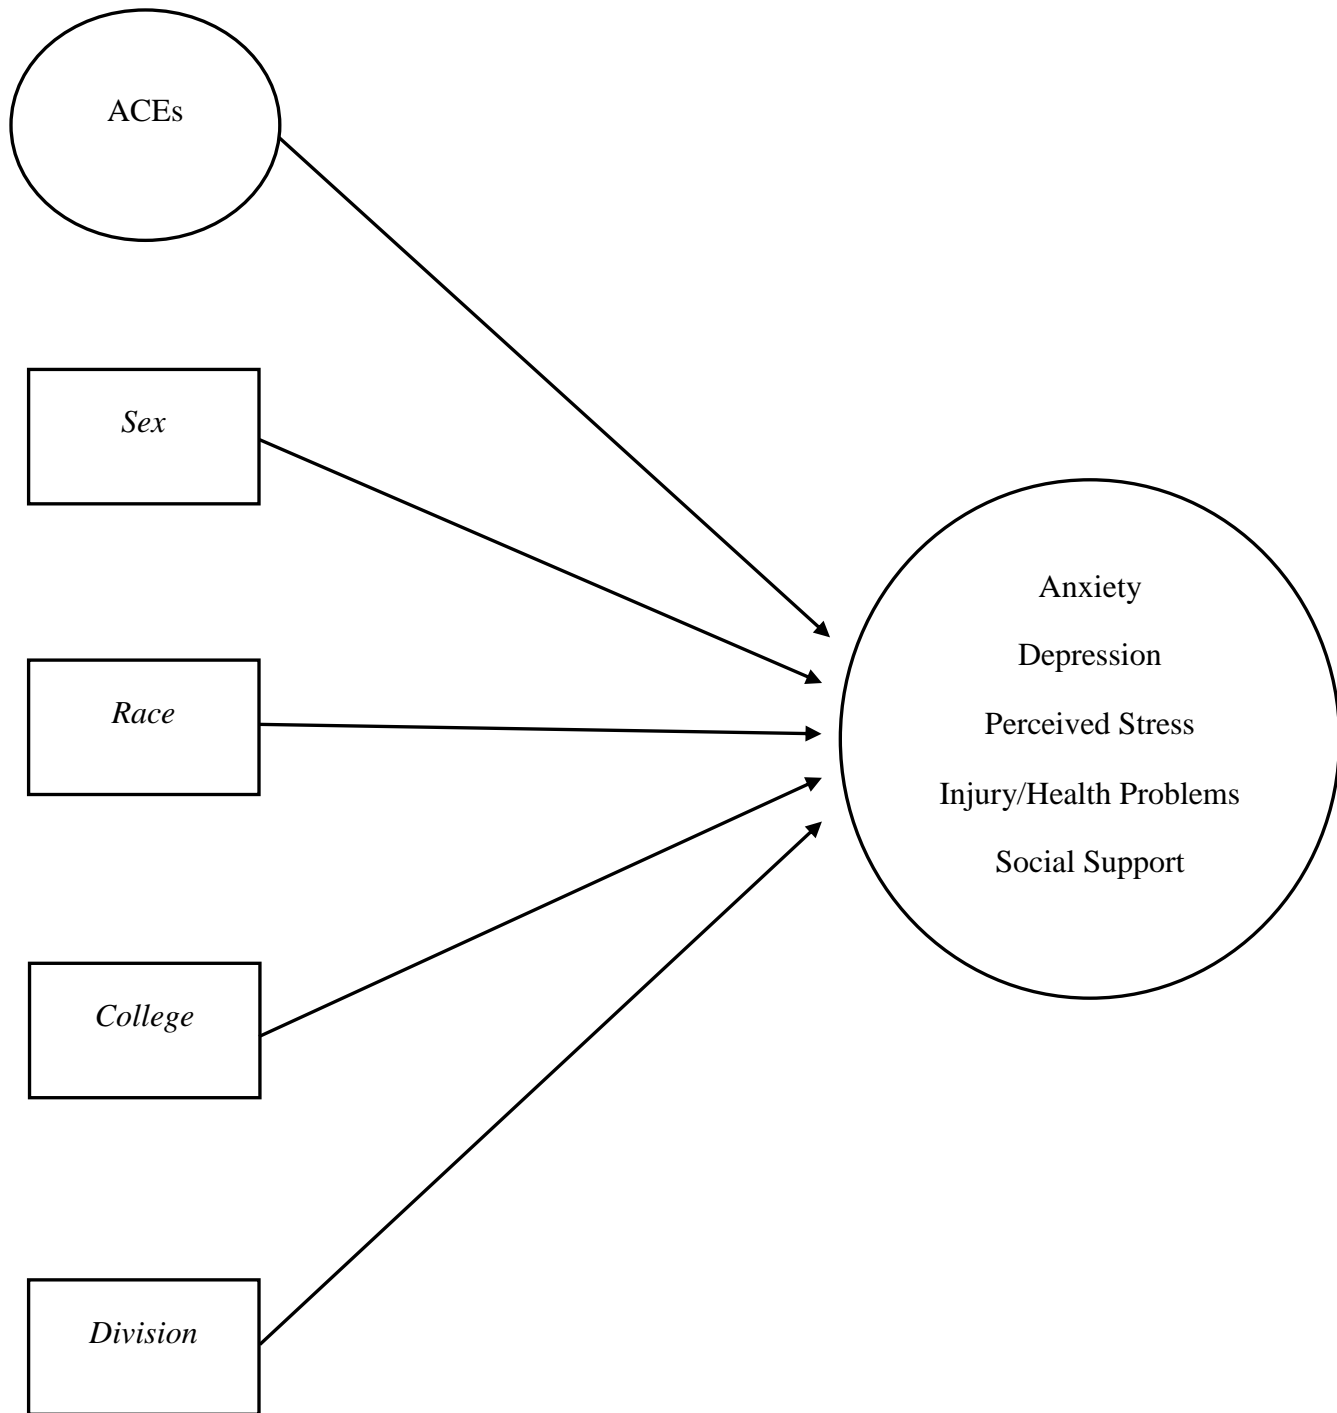 ACEs
Sex
Race
College
Division
Anxiety
Depression
Perceived Stress
Injury/Health Problems
Social Support